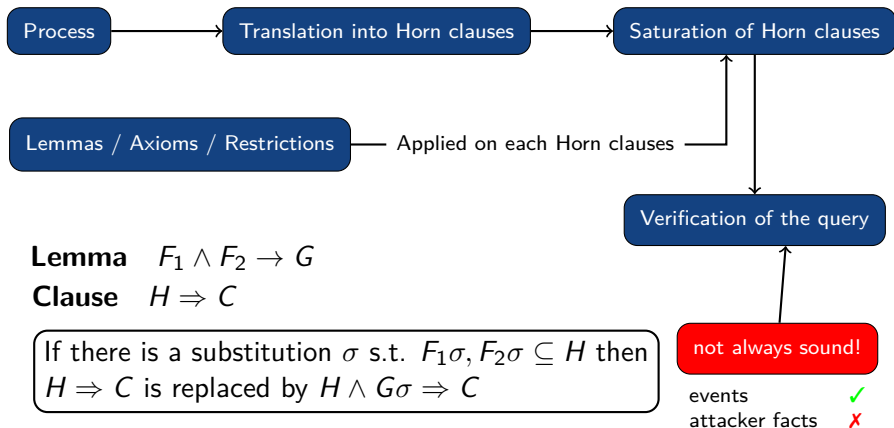 Process
Translation into Horn clauses
Saturation of Horn clauses
Lemmas / Axioms / Restrictions
Applied on each Horn clauses
Verification of the query
Lemma F₁ ∧ F₂ → G
Clause H ⇒ C
If there is a substitution σ s.t. F₁σ, F₂σ ⊆ H then
H ⇒ C is replaced by H ∧ Gσ ⇒ C
not always sound!
events ✓
attacker facts ✗